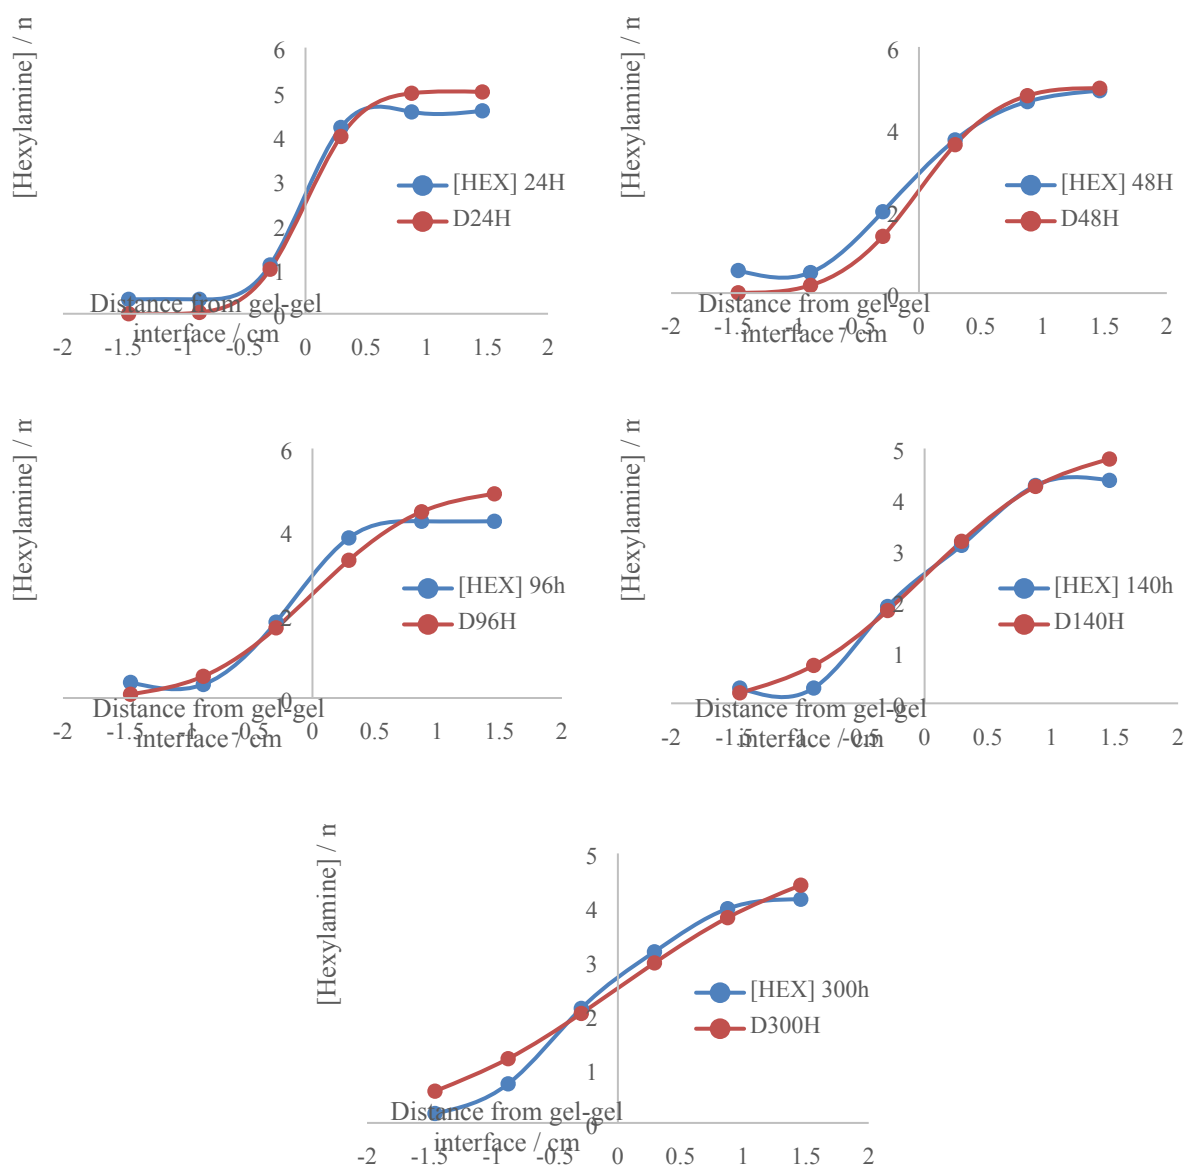 [Hexylamine] / m
6
5
4
3
2
1
0
[HEX] 24H
D24H
Distance from gel-gel
interface / cm
-2 -1.5 -1 -0.5 0 0.5 1 1.5 2
[Hexylamine] / m
6
4
2
0
[HEX] 48H
D48H
Distance from gel-gel
interface / cm
-2 -1.5 -1 -0.5 0 0.5 1 1.5 2
[Hexylamine] / m
6
4
2
0
[HEX] 96h
D96H
Distance from gel-gel
interface / cm
-2 -1.5 -1 -0.5 0 0.5 1 1.5 2
[Hexylamine] / m
5
4
3
2
1
0
[HEX] 140h
D140H
Distance from gel-gel
interface / cm
-2 -1.5 -1 -0.5 0 0.5 1 1.5 2
[Hexylamine] / m
5
4
3
2
1
0
[HEX] 300h
D300H
Distance from gel-gel
interface / cm
-2 -1.5 -1 -0.5 0 0.5 1 1.5 2